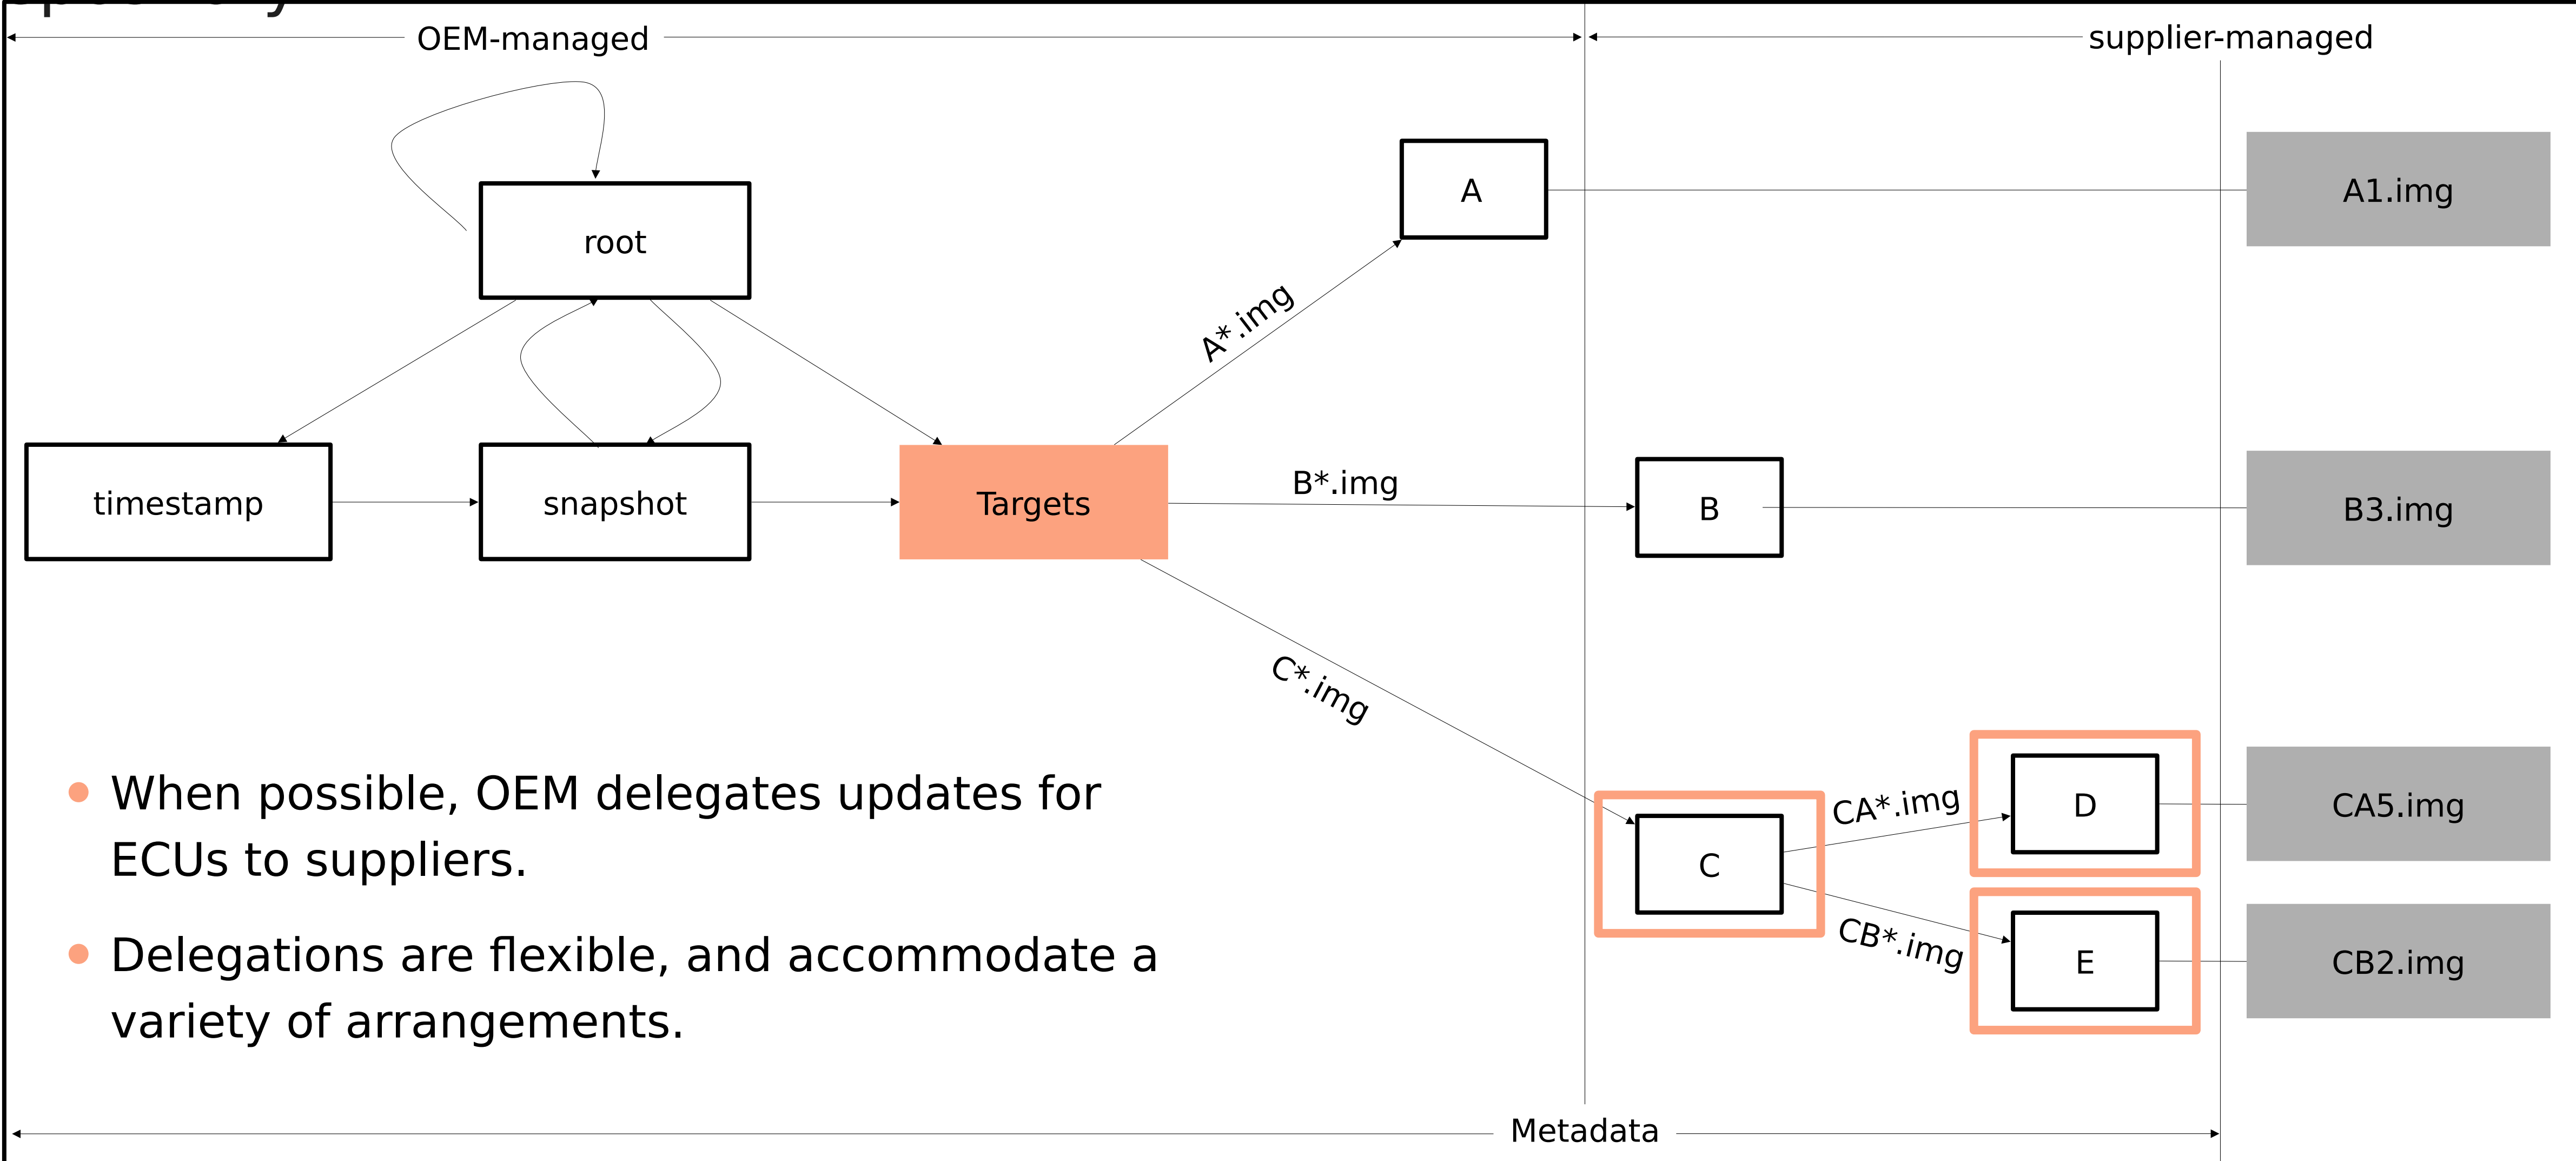 OEM-managed
supplier-managed
A
A1.img
root
A*.img
timestamp
snapshot
Targets
B*.img
B
B3.img
C*.img
When possible, OEM delegates updates for
ECUs to suppliers.
Delegations are flexible, and accommodate a
variety of arrangements.
C
CA*.img
D
CA5.img
CB*.img
E
CB2.img
Metadata